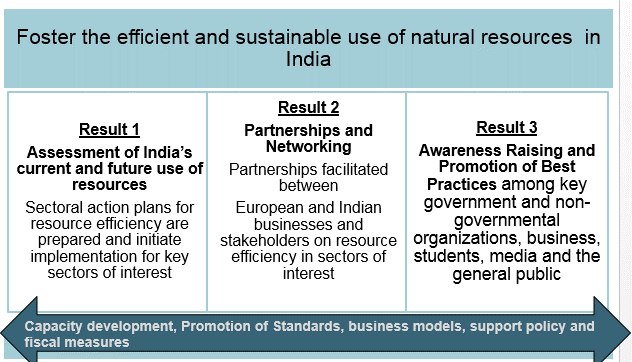 Foster the efficient and sustainable use of natural resources in
India
Result 1
Assessment of India's
current and future use of
resources
Sectoral action plans for
resource efficiency are
prepared and initiate
implementation for key
sectors of interest
Result 2
Partnerships and
Networking
Partnerships facilitated
between
European and Indian
businesses and
stakeholders on resource
efficiency in sectors of
interest
Result 3
Awareness Raising and
Promotion of Best
Practices among key
government and non-
governmental
organizations, business,
students, media and the
general public
Capacity development, Promotion of Standards, business models, support policy and
fiscal measures